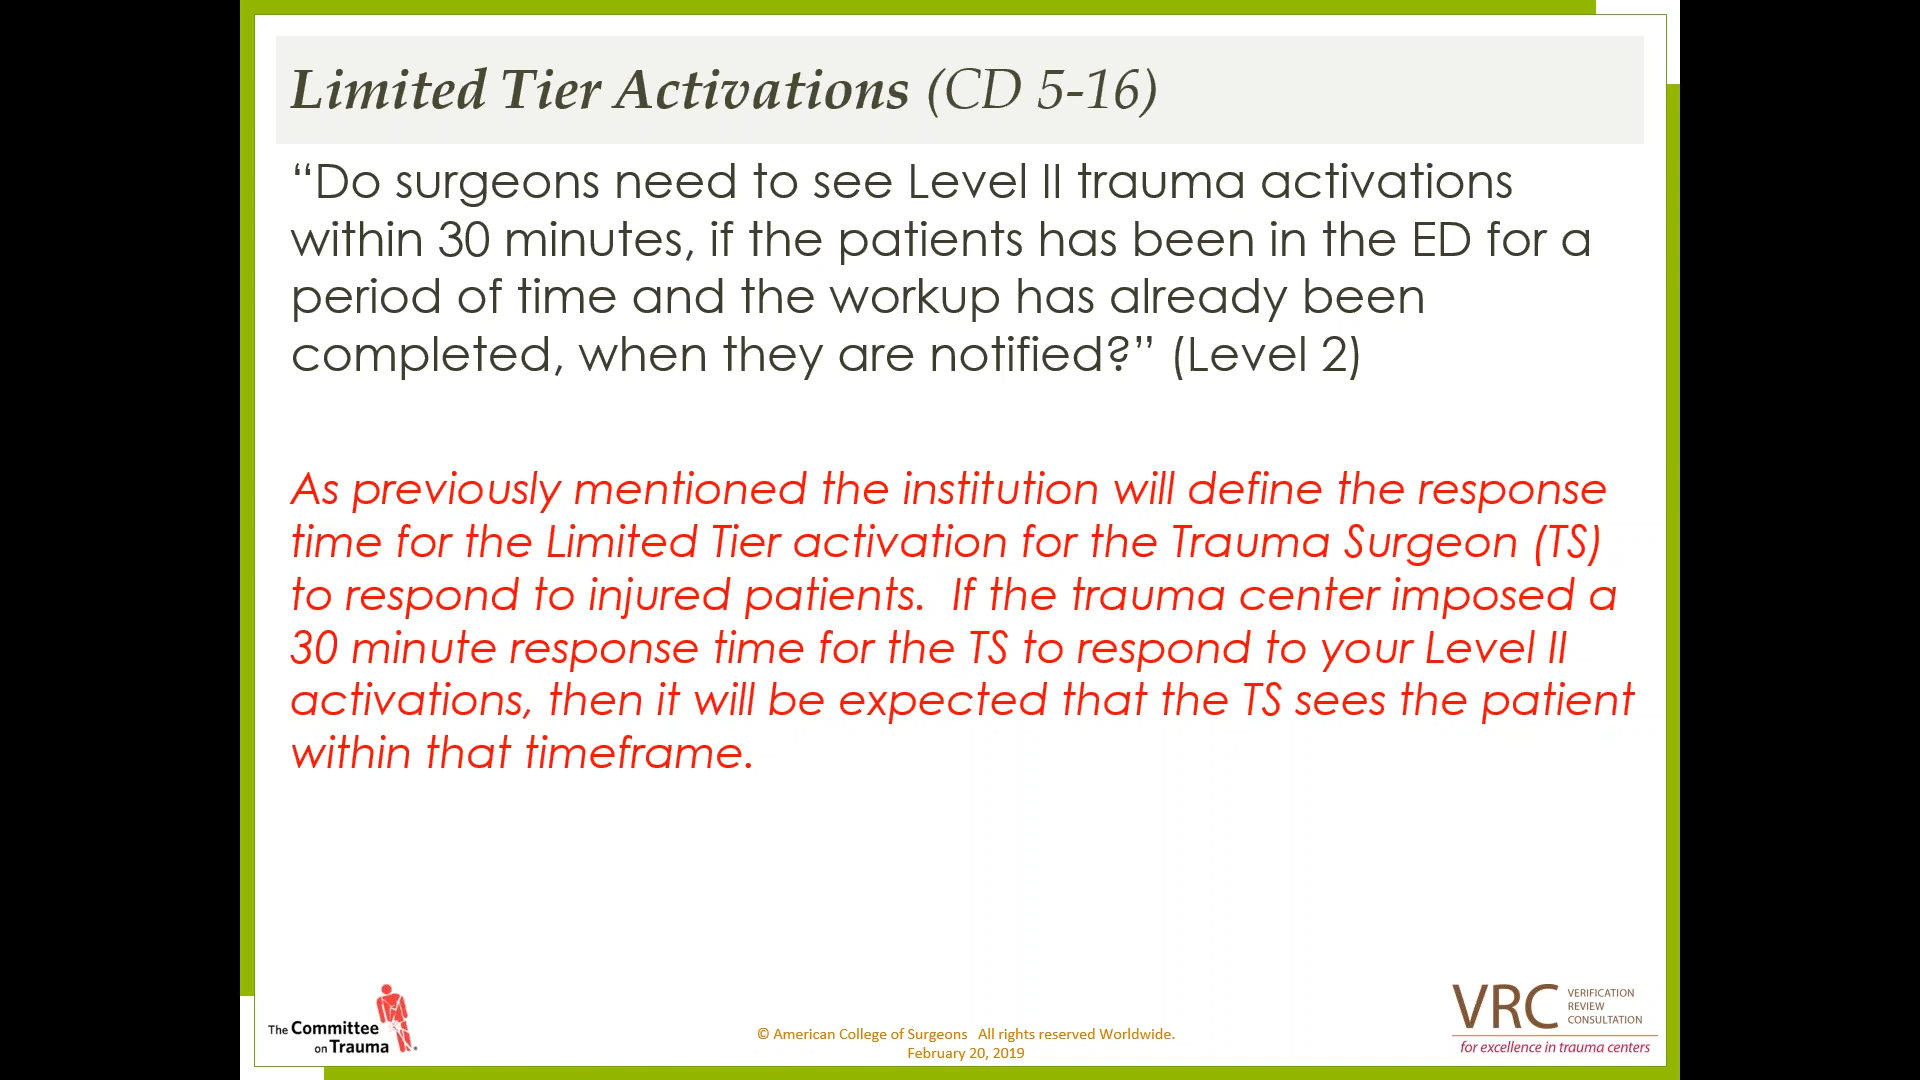 Limited Tier Activations (CD 5-16)
“Do surgeons need to see Level II trauma activations
within 30 minutes, if the patients has been in the ED for a
period of time and the workup has already been
completed, when they are notified?” (Level 2)
As previously mentioned the institution will define the response
time for the Limited Tier activation for the Trauma Surgeon (TS)
to respond to injured patients.  If the trauma center imposed a
30 minute response time for the TS to respond to your Level II
activations, then it will be expected that the TS sees the patient
within that timeframe.
The Committee
on Trauma
© American College of Surgeons   All rights reserved Worldwide.
February 20, 2019
VRC
VERIFICATION
REVIEW
CONSULTATION
for excellence in trauma centers